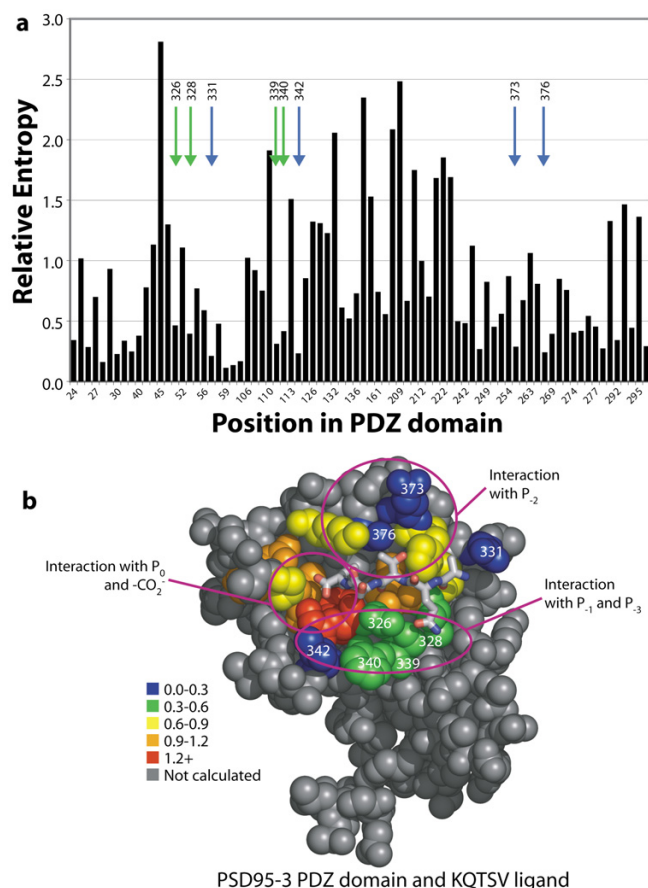 a
3.0
2.5
2.0
1.5
1.0
0.5
0.0
Relative Entropy
326 328 331 339 340 342 373 376
24 27 30 40 45 52 56 59 106 110 113 126 132 136 161 209 212 222 242 249 254 263 269 274 277 292 295
Position in PDZ domain
b
Interaction
with P-2
373
376
331
Interaction with P0
and -CO2-
Interaction
with P-1 and P-3
326
328
342
340
339
0.0-0.3
0.3-0.6
0.6-0.9
0.9-1.2
1.2+
Not calculated
PSD95-3 PDZ domain and KQTSV ligand